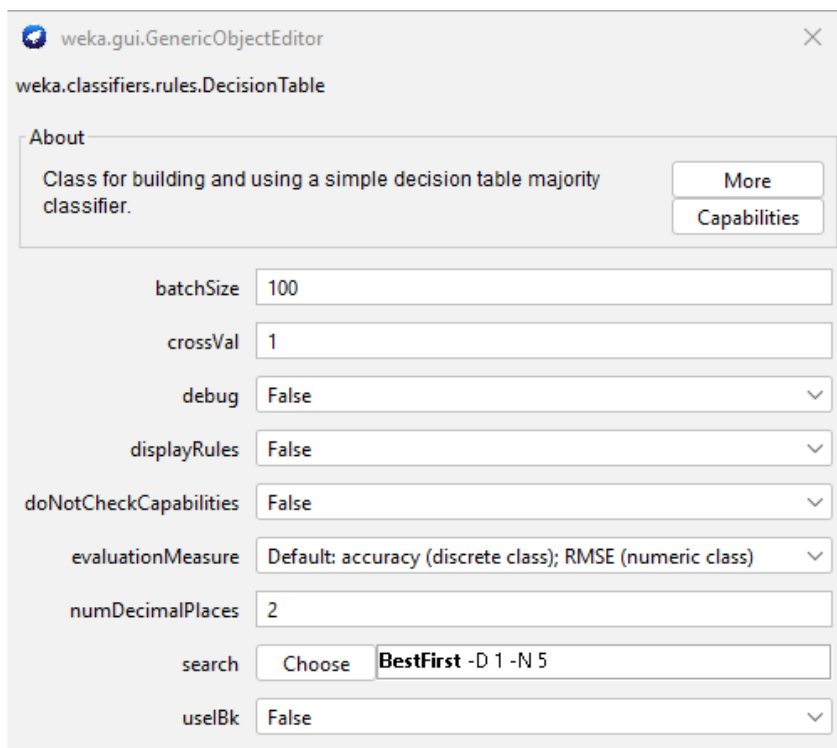 weka.gui.GenericObjectEditor
weka.classifiers.rules.DecisionTable
About
Class for building and using a simple decision table majority
classifier.
More
Capabilities
batchSize 100
crossVal 1
debug False
displayRules False
doNotCheckCapabilities False
evaluationMeasure Default: accuracy (discrete class); RMSE (numeric class)
numDecimalPlaces 2
search Choose BestFirst -D 1 -N 5
useIBk False